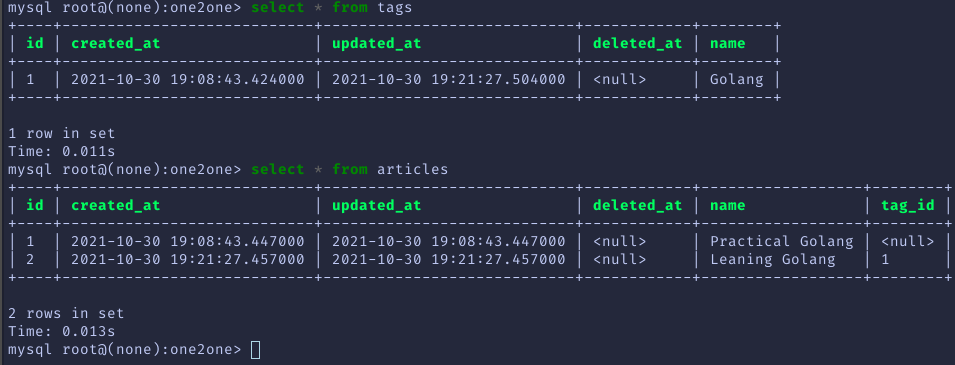 mysql root@(none):one2one> select * from tags
+----+----------------------------+----------------------------+------------+--------+
| id | created_at                 | updated_at                 | deleted_at | name   |
+----+----------------------------+----------------------------+------------+--------+
| 1  | 2021-10-30 19:08:43.424000 | 2021-10-30 19:21:27.504000 | <null>     | Golang |
+----+----------------------------+----------------------------+------------+--------+
1 row in set
Time: 0.011s
mysql root@(none):one2one> select * from articles
+----+----------------------------+----------------------------+------------+------------------+--------+
| id | created_at                 | updated_at                 | deleted_at | name             | tag_id |
+----+----------------------------+----------------------------+------------+------------------+--------+
| 1  | 2021-10-30 19:08:43.447000 | 2021-10-30 19:08:43.447000 | <null>     | Practical Golang | <null> |
| 2  | 2021-10-30 19:21:27.457000 | 2021-10-30 19:21:27.457000 | <null>     | Leaning Golang   | 1      |
+----+----------------------------+----------------------------+------------+------------------+--------+
2 rows in set
Time: 0.013s
mysql root@(none):one2one>